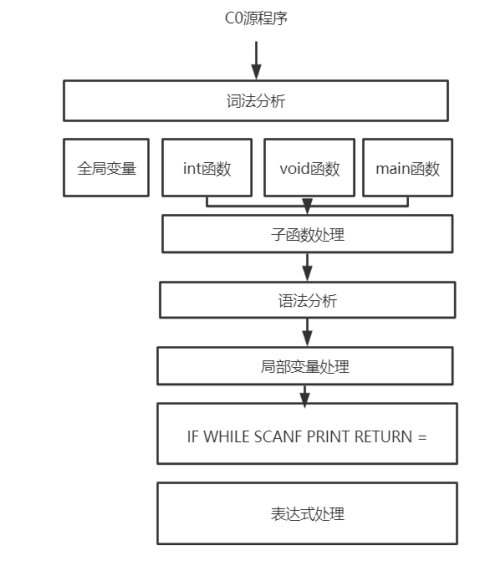 C0源程序
词法分析
全局变量
int函数
void函数
main函数
子函数处理
语法分析
局部变量处理
IF WHILE SCANF PRINT RETURN =
表达式处理